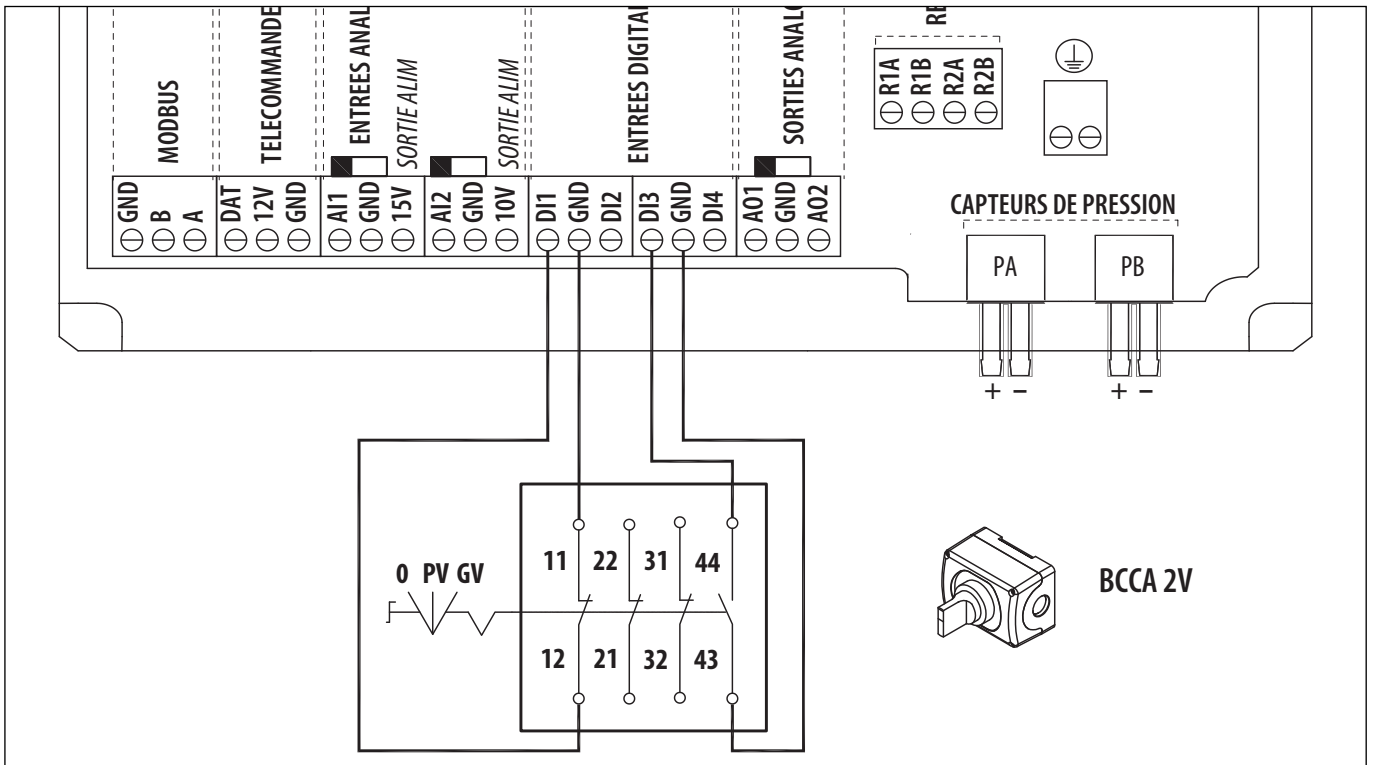 MODBUS
TELECOMMANDE
ENTREES ANAL
SORTIE ALIM
SORTIE ALIM
ENTREES DIGITA
SORTIES ANAL
R1A
R1B
R2A
R2B
GND
B
A
DAT
12V
GND
AI1
GND
15V
AI2
GND
10V
DI1
GND
DI2
DI3
GND
DI4
AO1
GND
AO2
CAPTEURS DE PRESSION
PA
PB
+ −
+ −
11 22 31 44
0 PV GV
12 21 32 43
BCCA 2V